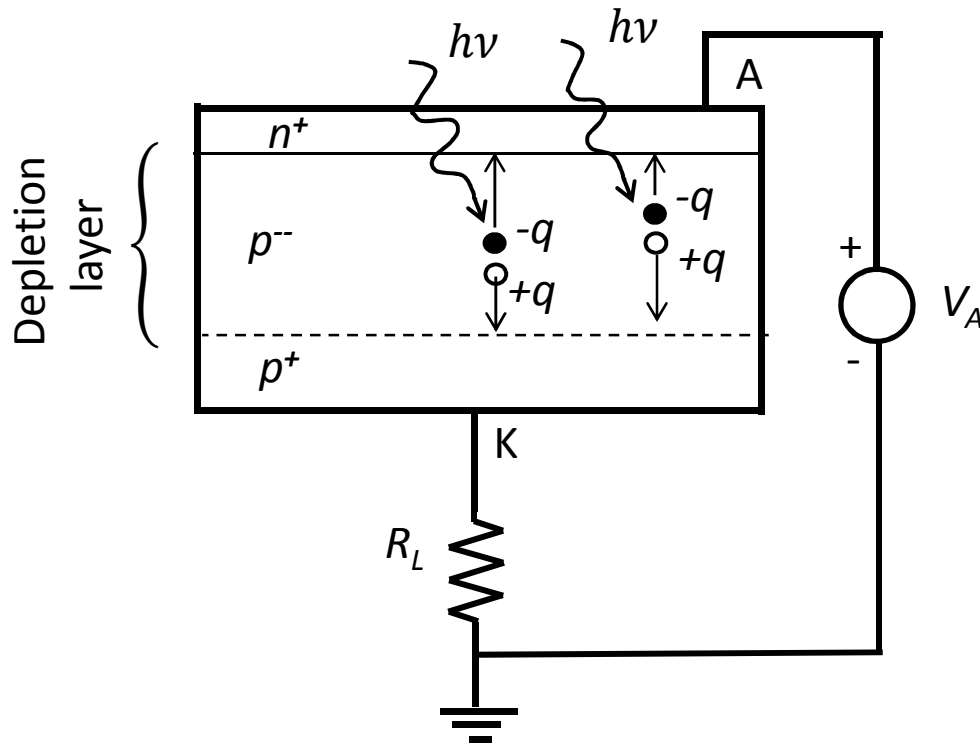 hν
hν
A
n⁺
Depletion
layer
p⁻⁻
-q
+q
-q
+q
+
V_A
-
p⁺
K
R_L